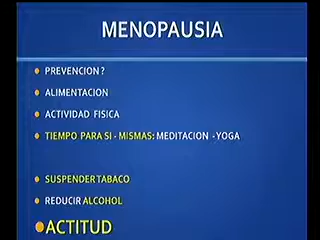 MENOPAUSIA
PREVENCION?
ALIMENTACION
ACTIVIDAD FISICA
TIEMPO PARA SI - MISMAS: MEDITACION - YOGA
SUSPENDER TABACO
REDUCIR ALCOHOL
ACTITUD